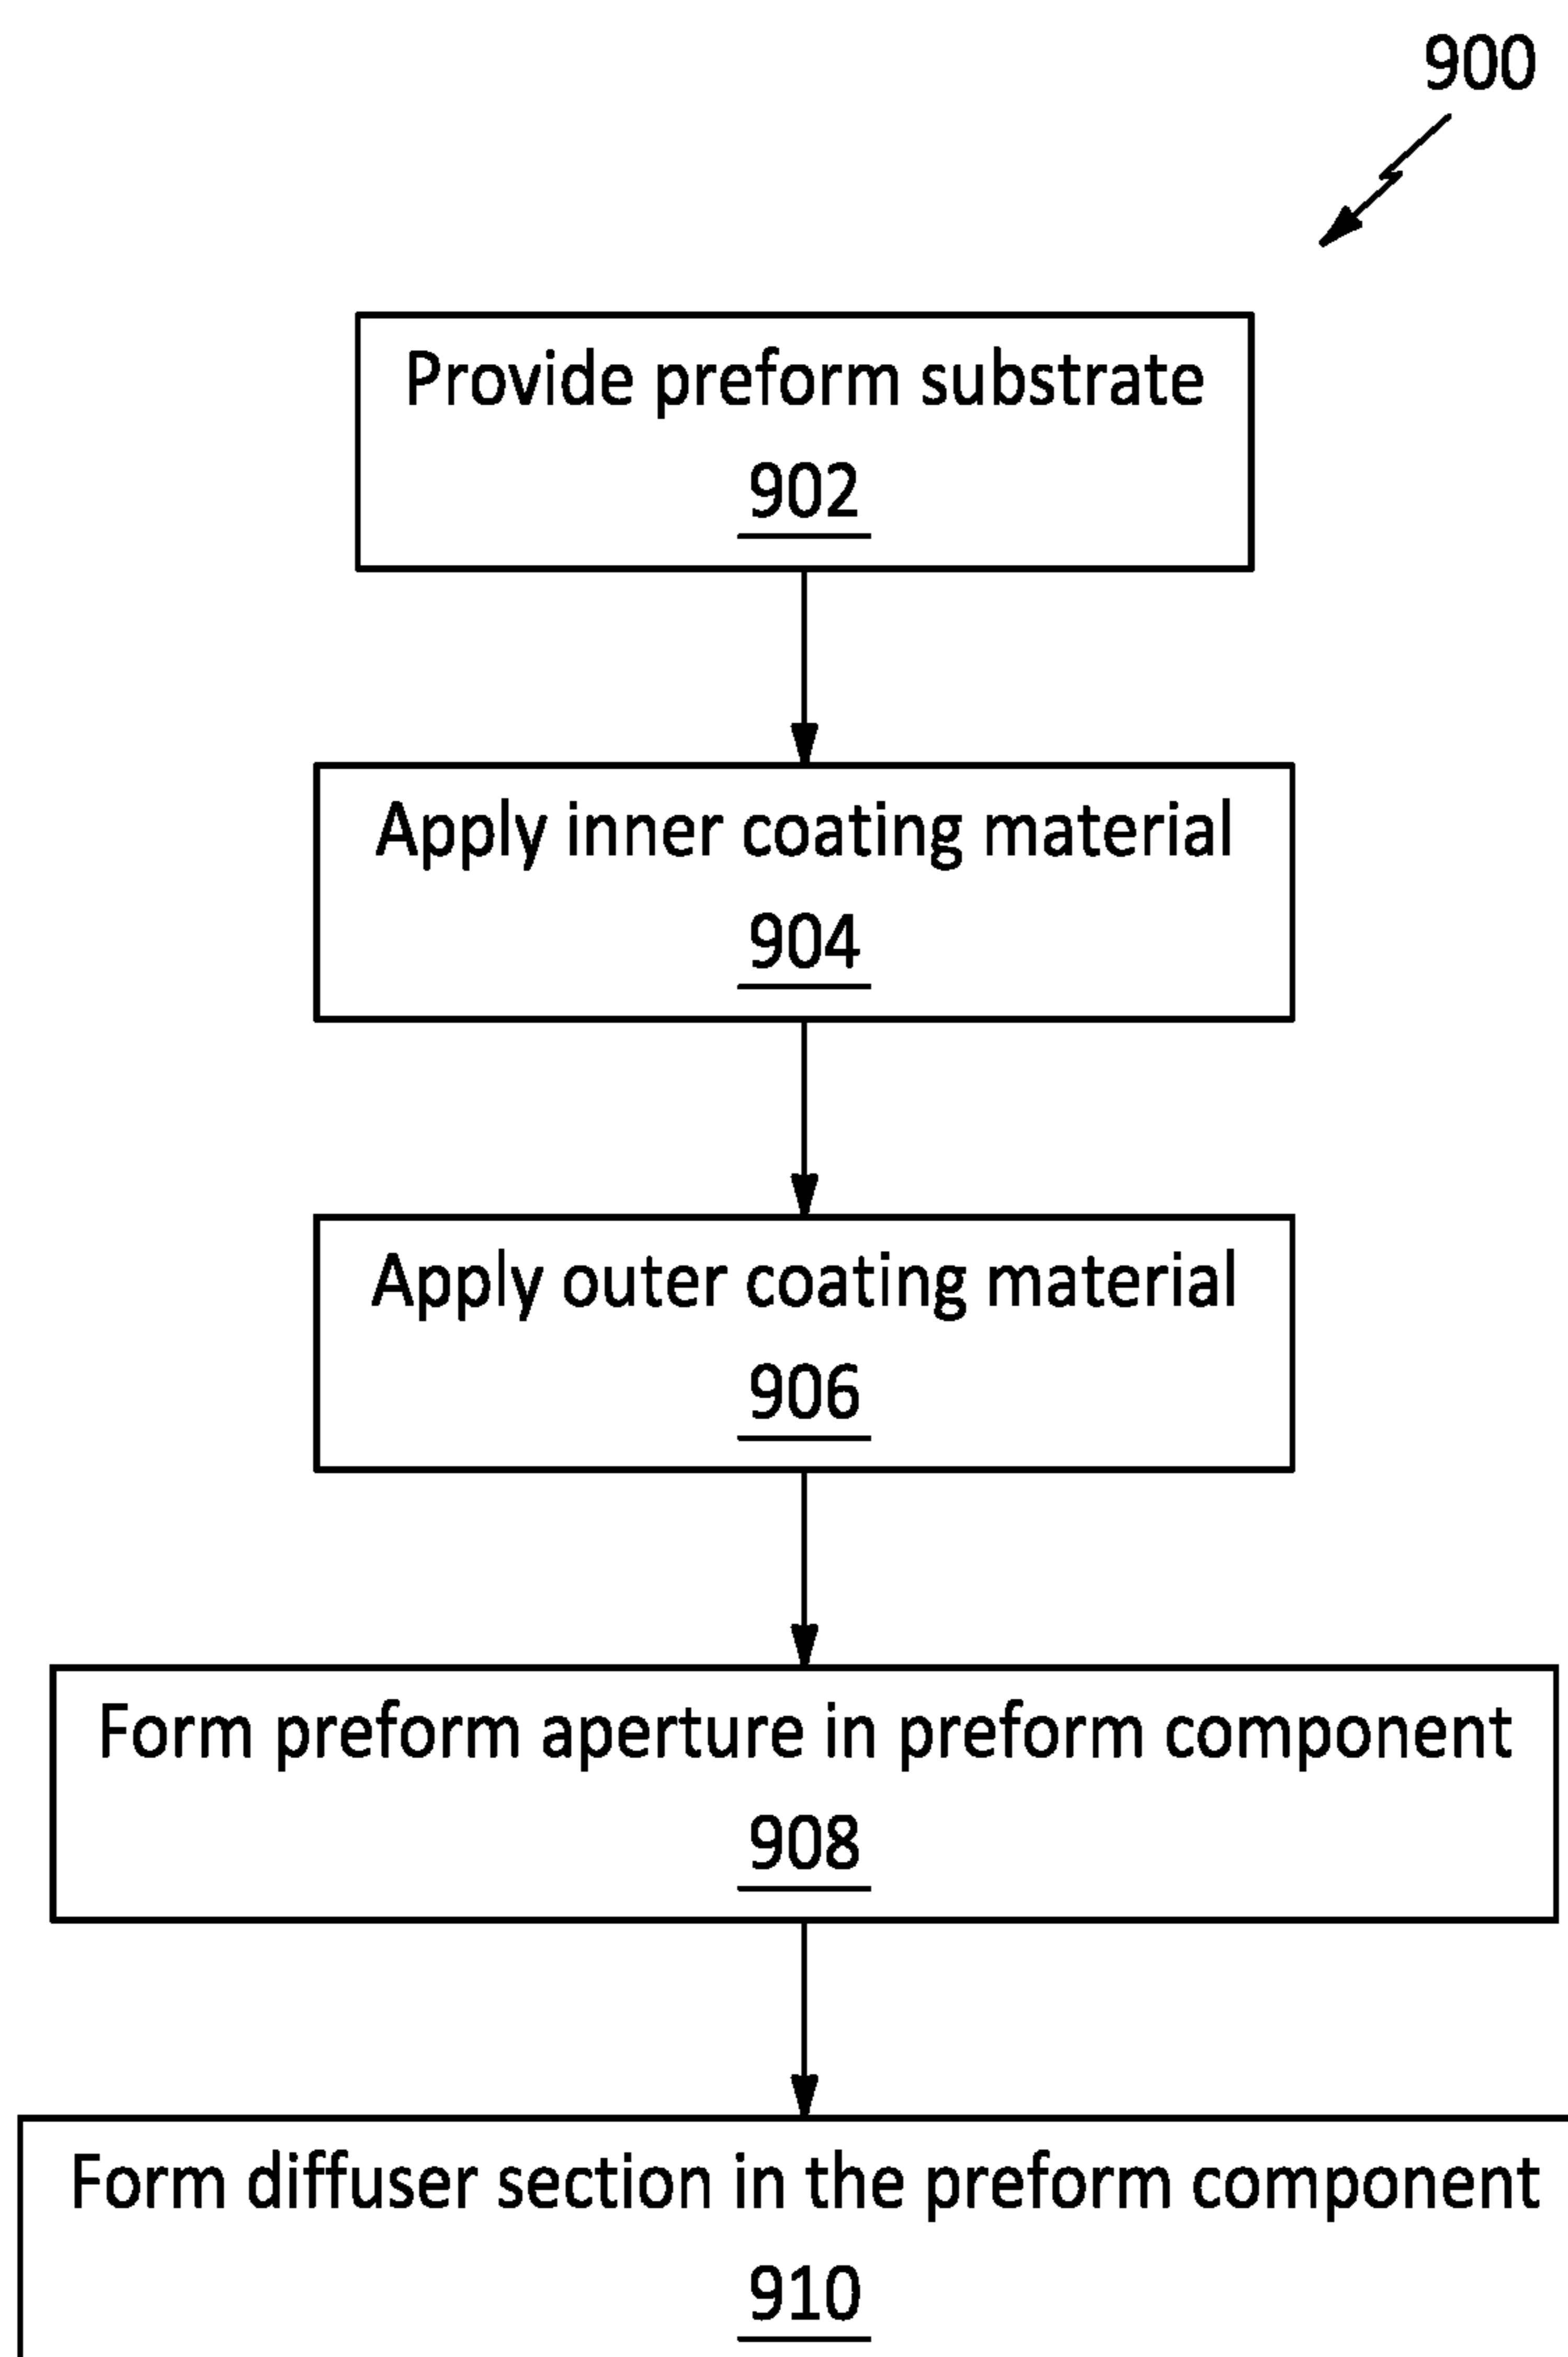 900
Provide preform substrate
902
Apply inner coating material
904
Apply outer coating material
906
Form preform aperture in preform component
908
Form diffuser section in the preform component
910